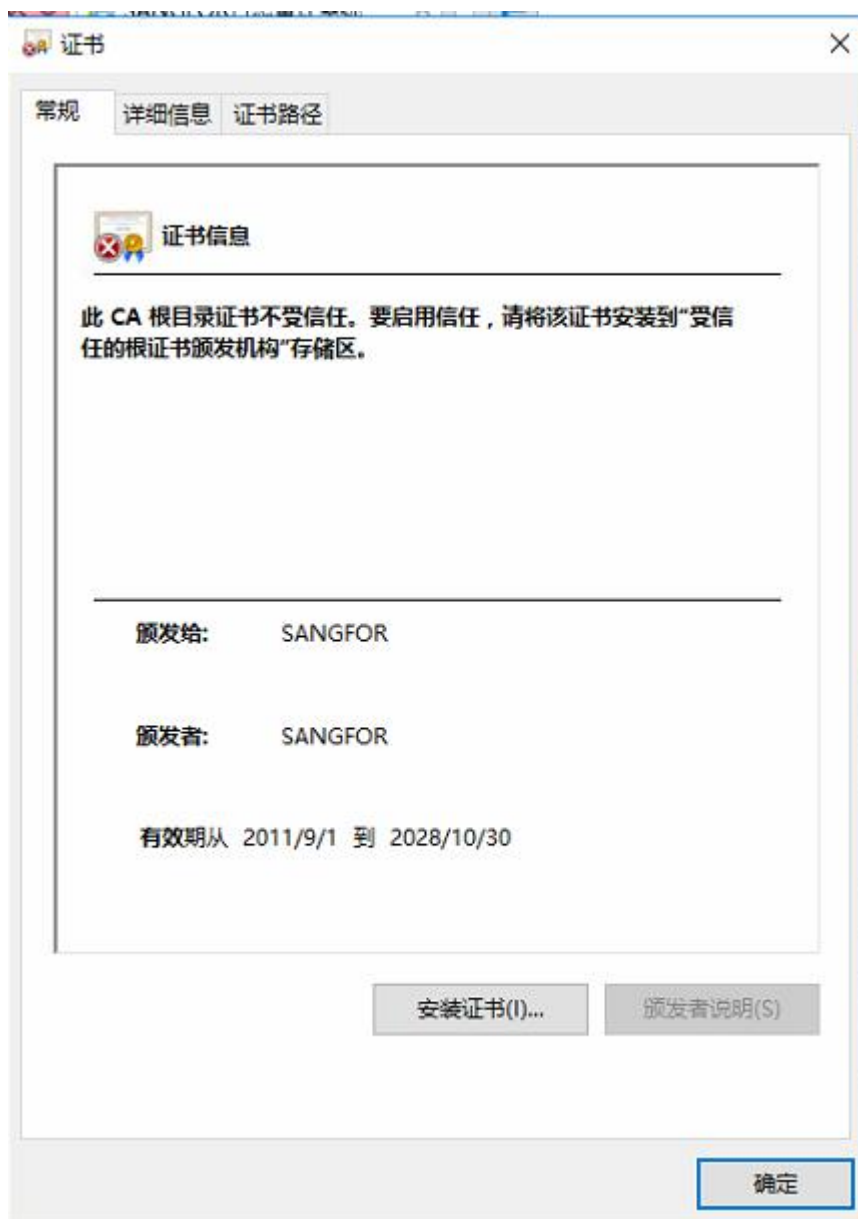 证书
常规
详细信息
证书路径
证书信息
此 CA 根目录证书不受信任。要启用信任，请将该证书安装到“受信
任的根证书颁发机构”存储区。
颁发给: SANGFOR
颁发者: SANGFOR
有效期从 2011/9/1 到 2028/10/30
安装证书(I)...
颁发者说明(S)
确定